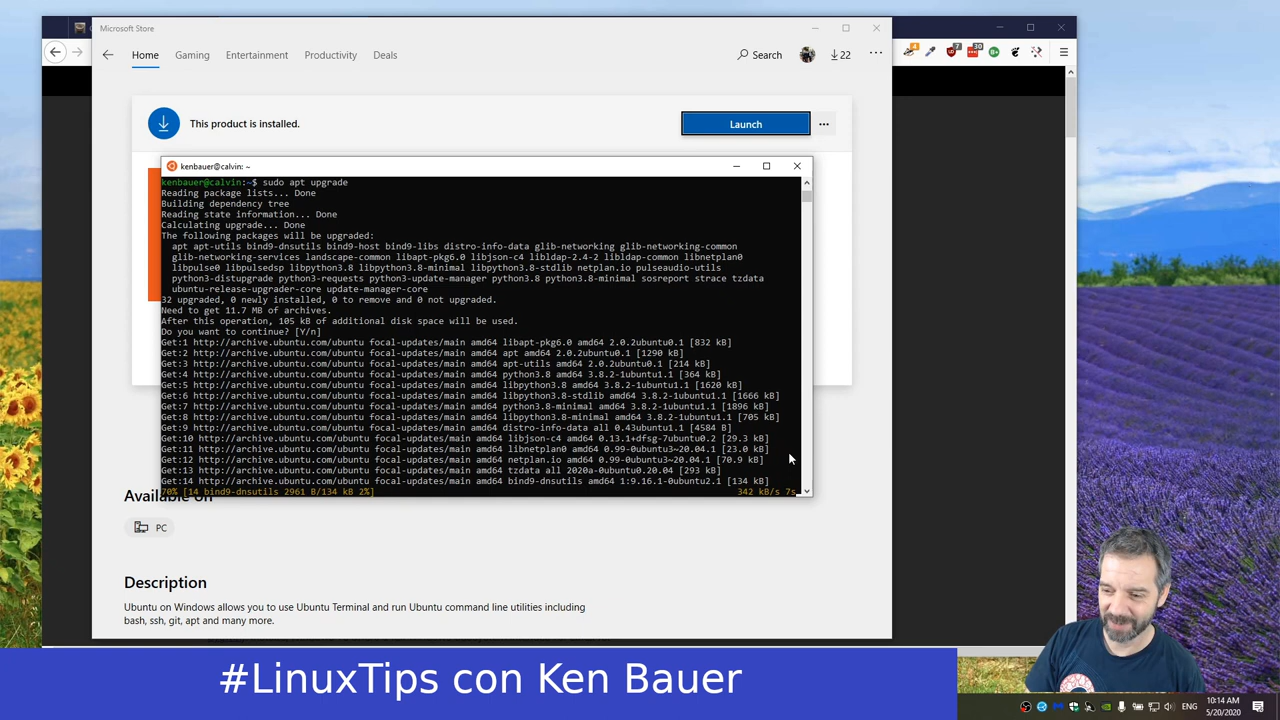 Microsoft Store
Home Gaming Entertainment Productivity Deals Search 22
4 7 30
This product is installed.
Launch
kenbauer@calvin: ~
kenbauer@calvin:~$ sudo apt upgrade
Reading package lists... Done
Building dependency tree
Reading state information... Done
Calculating upgrade... Done
The following packages will be upgraded:
apt apt-utils bind9-dnsutils bind9-host bind9-libs distro-info-data glib-networking glib-networking-common
glib-networking-services landscape-common libapt-pkg6.0 libjson-c4 libldap-2.4-2 libldap-common libnetplan0
libpulse0 libpulsedsp libpython3.8 libpython3.8-minimal libpython3.8-stdlib netplan.io pulseaudio-utils
python3-distupgrade python3-requests python3-update-manager python3.8 python3.8-minimal sosreport strace tzdata
ubuntu-release-upgrader-core update-manager-core
32 upgraded, 0 newly installed, 0 to remove and 0 not upgraded.
Need to get 11.7 MB of archives.
After this operation, 105 kB of additional disk space will be used.
Do you want to continue? [Y/n]
Get:1 http://archive.ubuntu.com/ubuntu focal-updates/main amd64 libapt-pkg6.0 amd64 2.0.2ubuntu0.1 [832 kB]
Get:2 http://archive.ubuntu.com/ubuntu focal-updates/main amd64 apt amd64 2.0.2ubuntu0.1 [1290 kB]
Get:3 http://archive.ubuntu.com/ubuntu focal-updates/main amd64 apt-utils amd64 2.0.2ubuntu0.1 [214 kB]
Get:4 http://archive.ubuntu.com/ubuntu focal-updates/main amd64 python3.8 amd64 3.8.2-1ubuntu1.1 [364 kB]
Get:5 http://archive.ubuntu.com/ubuntu focal-updates/main amd64 libpython3.8 amd64 3.8.2-1ubuntu1.1 [1620 kB]
Get:6 http://archive.ubuntu.com/ubuntu focal-updates/main amd64 libpython3.8-stdlib amd64 3.8.2-1ubuntu1.1 [1666 kB]
Get:7 http://archive.ubuntu.com/ubuntu focal-updates/main amd64 python3.8-minimal amd64 3.8.2-1ubuntu1.1 [1896 kB]
Get:8 http://archive.ubuntu.com/ubuntu focal-updates/main amd64 libpython3.8-minimal amd64 3.8.2-1ubuntu1.1 [705 kB]
Get:9 http://archive.ubuntu.com/ubuntu focal-updates/main amd64 distro-info-data all 0.43ubuntu1.1 [4584 B]
Get:10 http://archive.ubuntu.com/ubuntu focal-updates/main amd64 libjson-c4 amd64 0.13.1+dfsg-7ubuntu0.2 [29.3 kB]
Get:11 http://archive.ubuntu.com/ubuntu focal-updates/main amd64 libnetplan0 amd64 0.99-0ubuntu3~20.04.1 [23.0 kB]
Get:12 http://archive.ubuntu.com/ubuntu focal-updates/main amd64 netplan.io amd64 0.99-0ubuntu3~20.04.1 [70.9 kB]
Get:13 http://archive.ubuntu.com/ubuntu focal-updates/main amd64 tzdata all 2020a-0ubuntu0.20.04 [293 kB]
Get:14 http://archive.ubuntu.com/ubuntu focal-updates/main amd64 bind9-dnsutils amd64 1:9.16.1-0ubuntu2.1 [134 kB]
70% [14 bind9-dnsutils 2961 B/134 kB 2%] 342 kB/s 7s
Available on
PC
Description
Ubuntu on Windows allows you to use Ubuntu Terminal and run Ubuntu command line utilities including
bash, ssh, git, apt and many more.
#LinuxTips con Ken Bauer
ENG
10:14 AM
5/20/2020